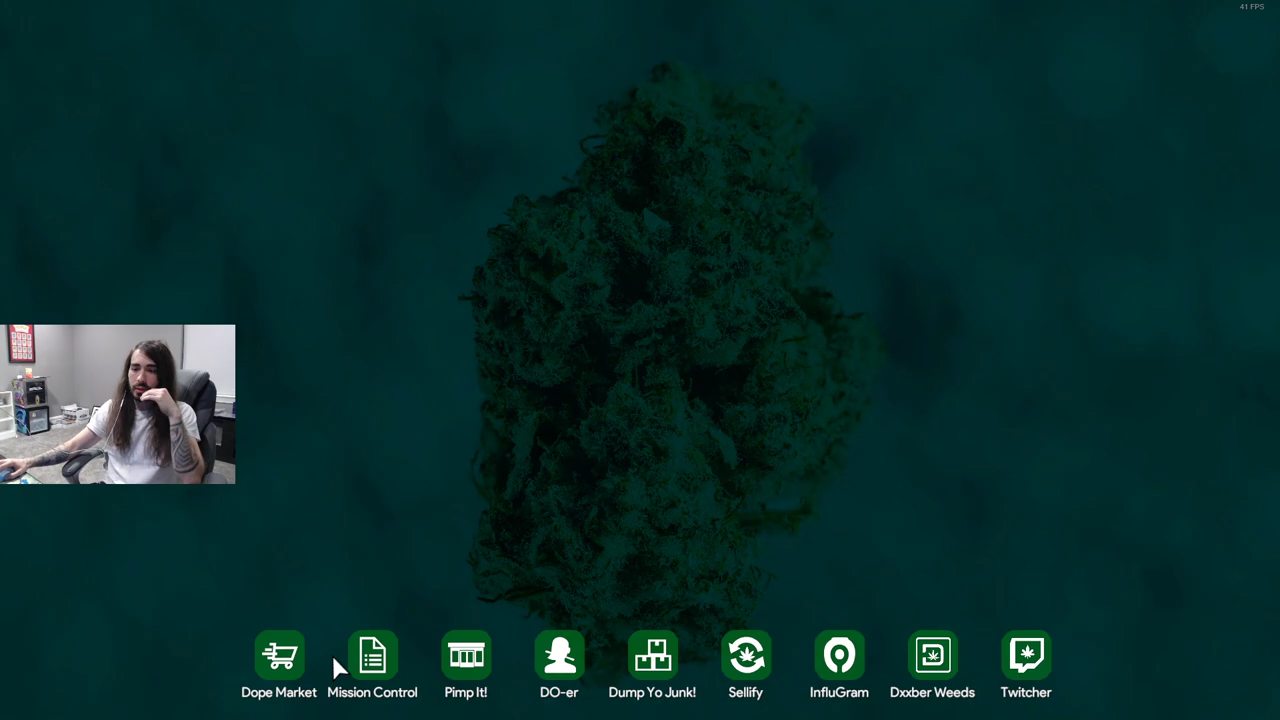 41 FPS
Dope Market Mission Control Pimp It! DO-er Dump Yo Junk! Sellify InfluGram Dxxber Weeds Twitcher